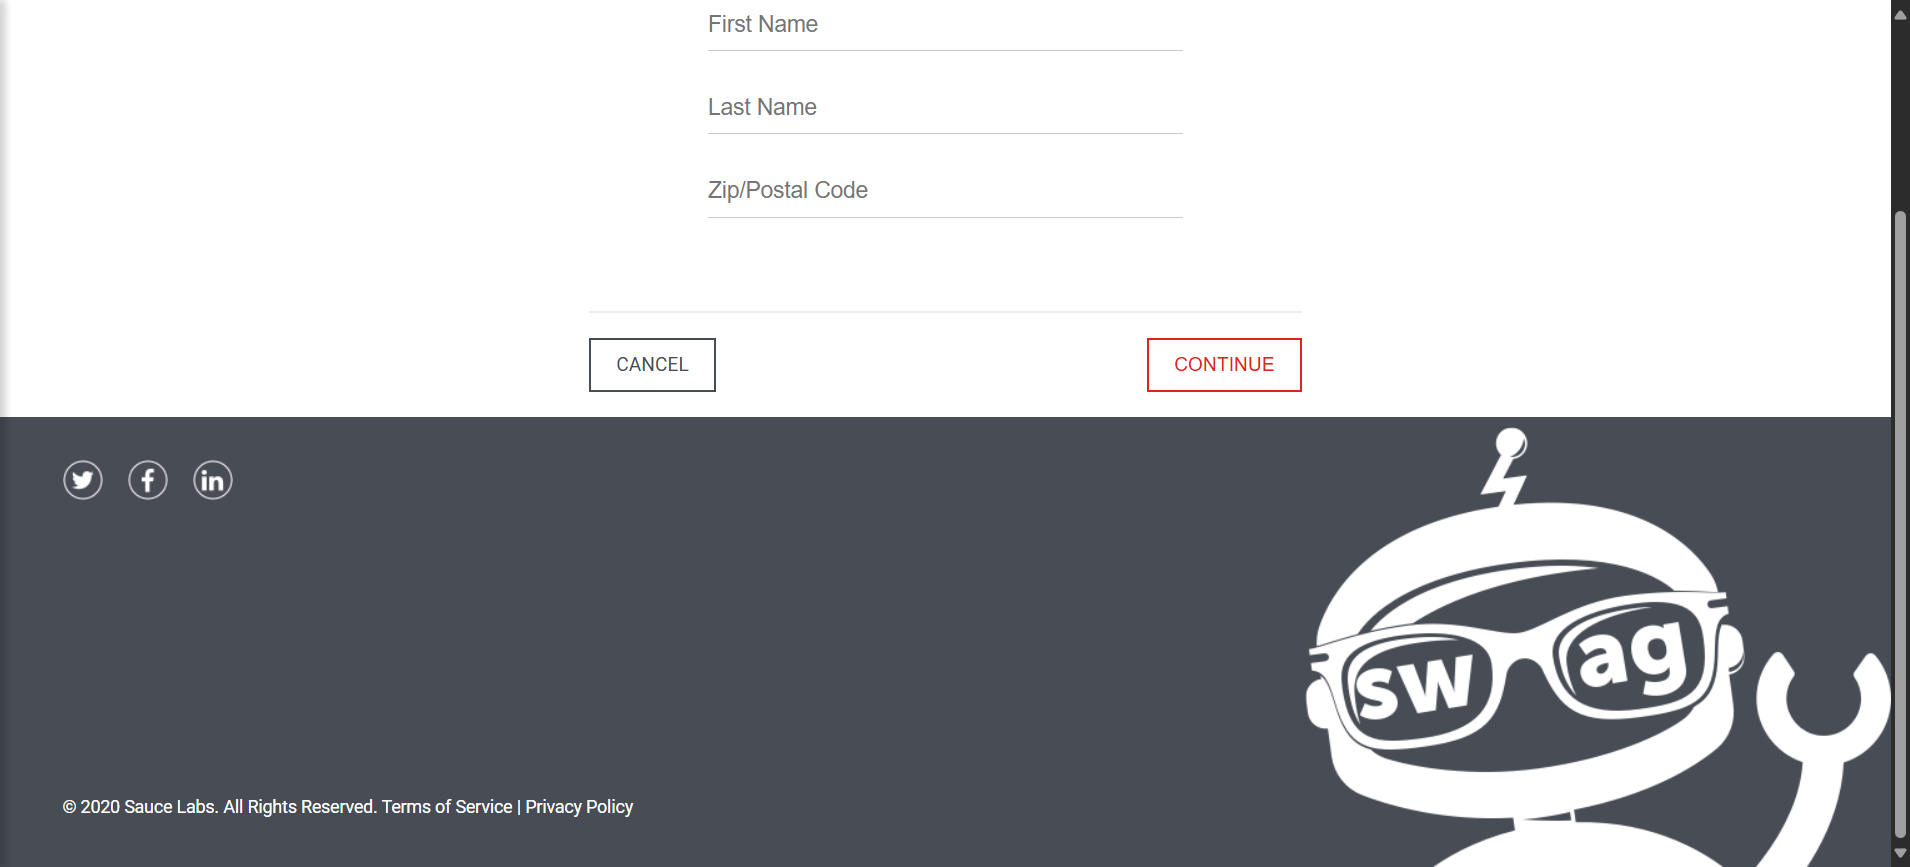 First Name
Last Name
Zip/Postal Code
CANCEL
CONTINUE
sw ag
© 2020 Sauce Labs. All Rights Reserved. Terms of Service | Privacy Policy